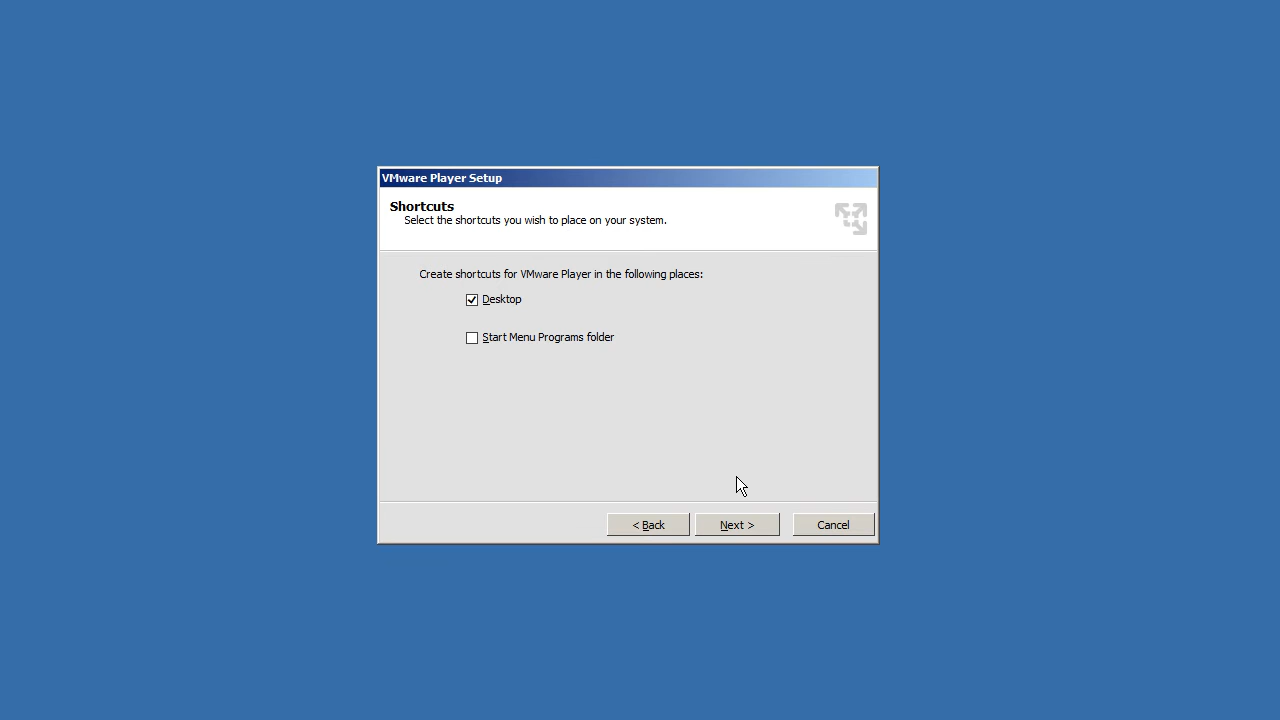 VMware Player Setup
Shortcuts
Select the shortcuts you wish to place on your system.
Create shortcuts for VMware Player in the following places:
Desktop
Start Menu Programs folder
< Back
Next >
Cancel